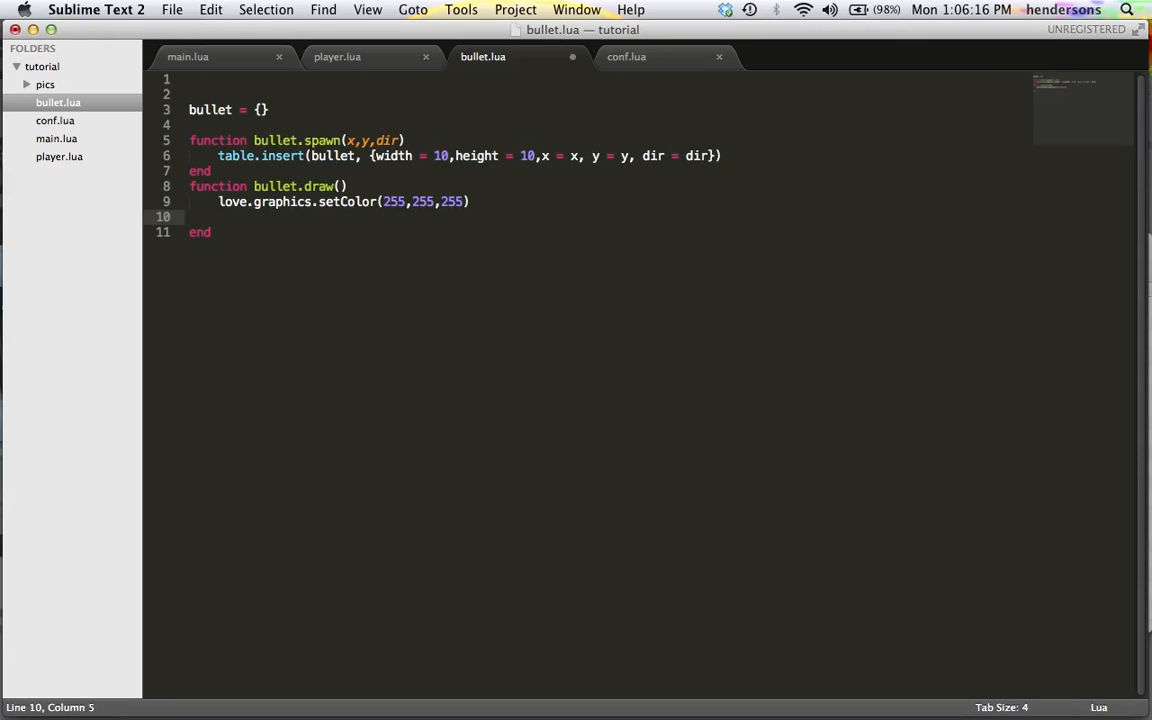 Sublime Text 2 File Edit Selection Find View Goto Tools Project Window Help (98%) Mon 1:06:16 PM hendersons
bullet.lua — tutorial UNREGISTERED
FOLDERS
tutorial
pics
bullet.lua
conf.lua
main.lua
player.lua
main.lua × player.lua × bullet.lua conf.lua ×
1
2
3 bullet = {}
4
5 function bullet.spawn(x,y,dir)
6 table.insert(bullet, {width = 10,height = 10,x = x, y = y, dir = dir})
7 end
8 function bullet.draw()
9 love.graphics.setColor(255,255,255)
10
11 end
Line 10, Column 5 Tab Size: 4 Lua